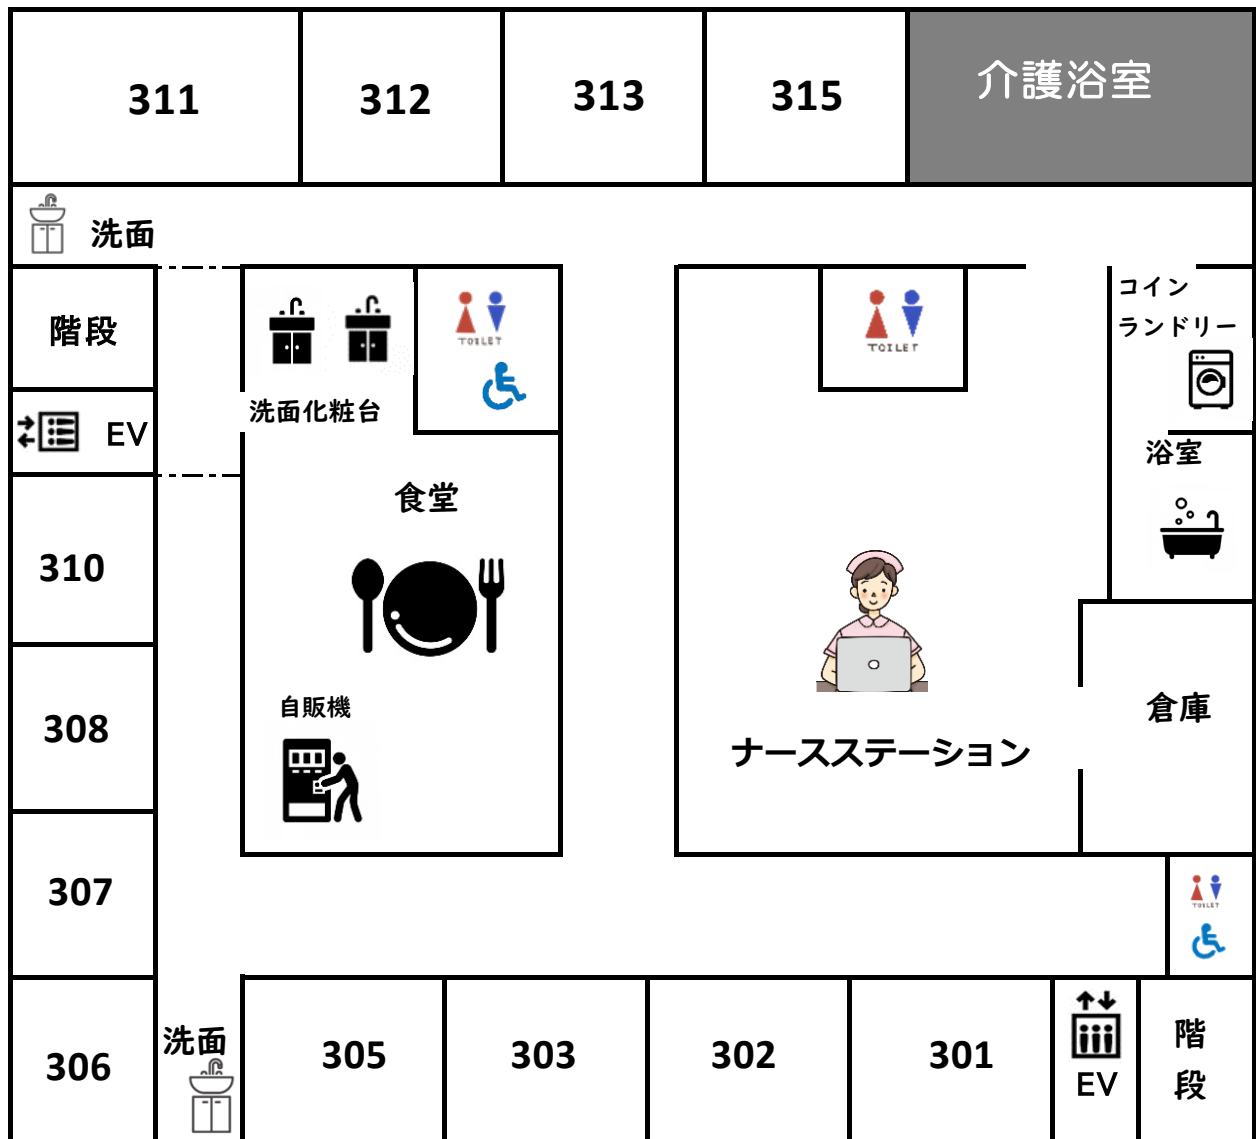 311
312
313
315
介護浴室
洗面
階段
EV
310
308
307
306
洗面化粧台
TOILET
食堂
自販機
TOILET
ナースステーション
コイン
ランドリー
浴室
倉庫
TOILET
洗面
305
303
302
301
EV
階
段